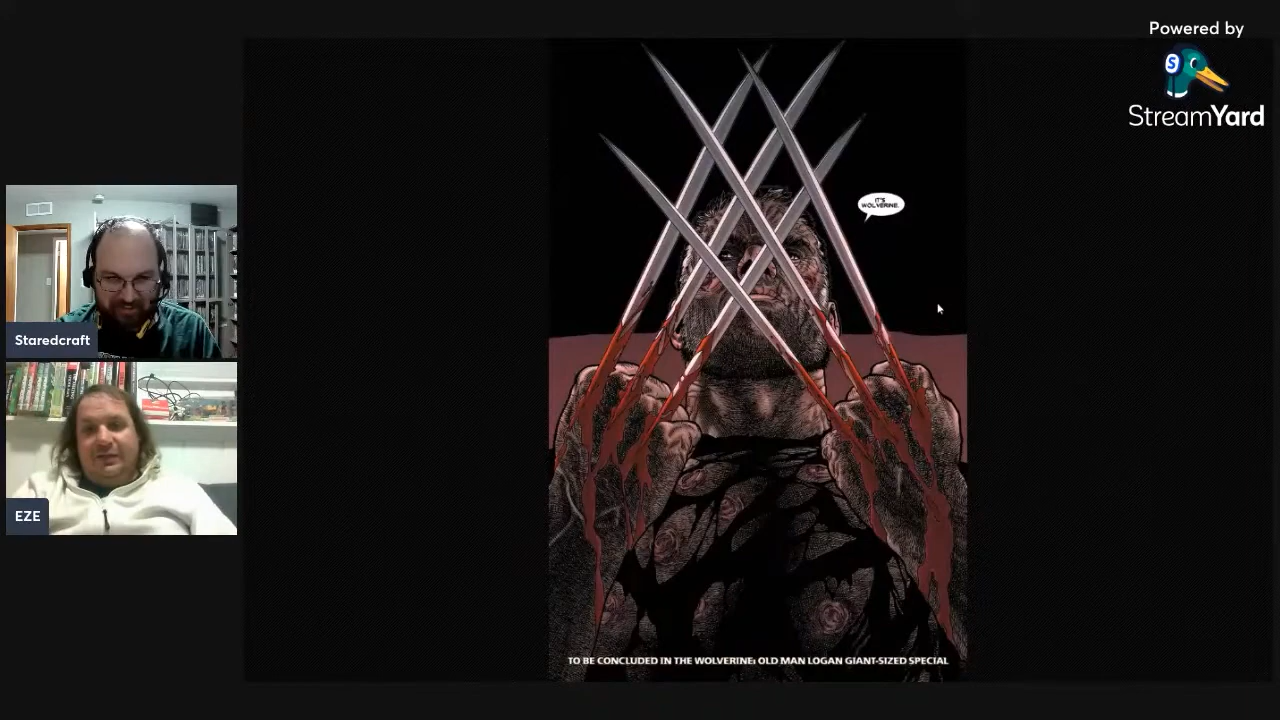 Powered by
S
StreamYard
IT'S
WOLVERINE.
Staredcraft
EZE
TO BE CONCLUDED IN THE WOLVERINE: OLD MAN LOGAN GIANT-SIZED SPECIAL